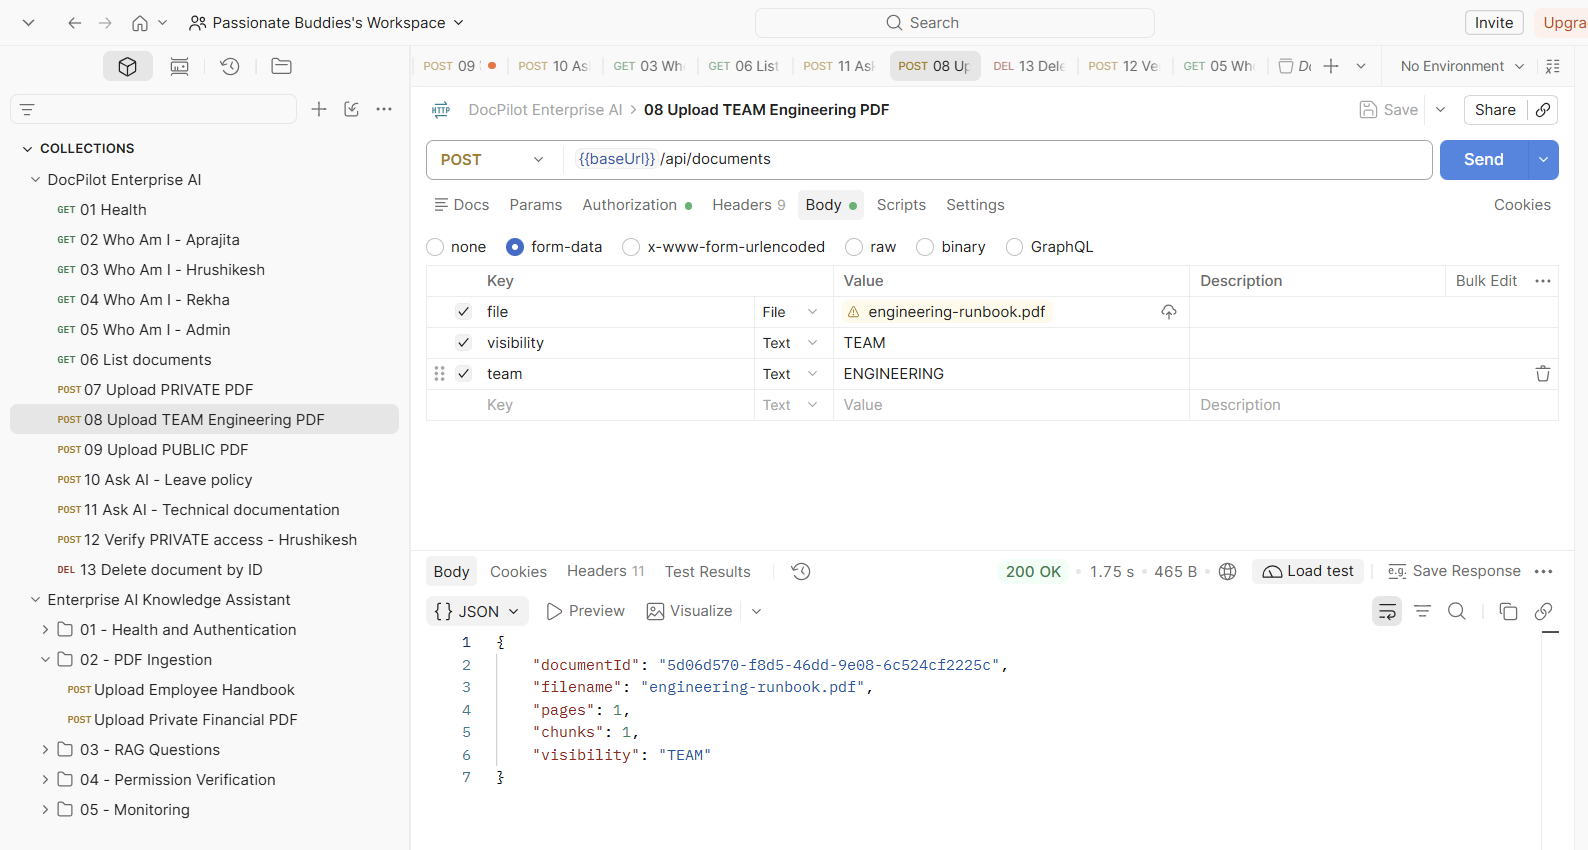 Passionate Buddies's Workspace
Search
Invite
Upgra
POST 09
POST 10 As
GET 03 Wh
GET 06 List
POST 11 Ask
POST 08 Up
DEL 13 Dele
POST 12 Ve
GET 05 Wh
No Environment
HTTP DocPilot Enterprise AI > 08 Upload TEAM Engineering PDF
Save
Share
POST
{{baseUrl}} /api/documents
Send
Docs
Params
Authorization
Headers 9
Body
Scripts
Settings
Cookies
none
form-data
x-www-form-urlencoded
raw
binary
GraphQL
Key Value Description Bulk Edit
file File engineering-runbook.pdf
visibility Text TEAM
team Text ENGINEERING
Key Text Value Description
COLLECTIONS
DocPilot Enterprise AI
GET 01 Health
GET 02 Who Am I - Aprajita
GET 03 Who Am I - Hrushikesh
GET 04 Who Am I - Rekha
GET 05 Who Am I - Admin
GET 06 List documents
POST 07 Upload PRIVATE PDF
POST 08 Upload TEAM Engineering PDF
POST 09 Upload PUBLIC PDF
POST 10 Ask AI - Leave policy
POST 11 Ask AI - Technical documentation
POST 12 Verify PRIVATE access - Hrushikesh
DEL 13 Delete document by ID
Enterprise AI Knowledge Assistant
01 - Health and Authentication
02 - PDF Ingestion
POST Upload Employee Handbook
POST Upload Private Financial PDF
03 - RAG Questions
04 - Permission Verification
05 - Monitoring
Body
Cookies
Headers 11
Test Results
200 OK
1.75 s
465 B
Load test
e.g. Save Response
{} JSON
Preview
Visualize
1 {
2 "documentId": "5d06d570-f8d5-46dd-9e08-6c524cf2225c",
3 "filename": "engineering-runbook.pdf",
4 "pages": 1,
5 "chunks": 1,
6 "visibility": "TEAM"
7 }